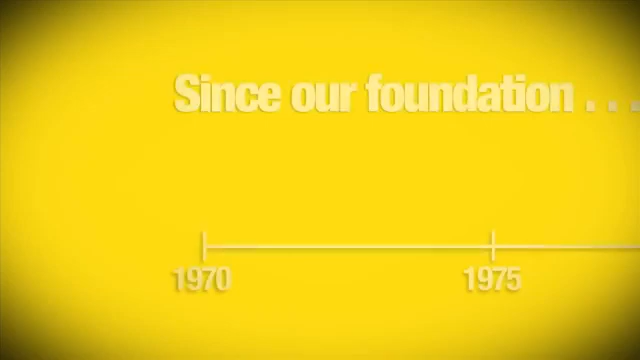 Since our foundation . . .
1970 1975